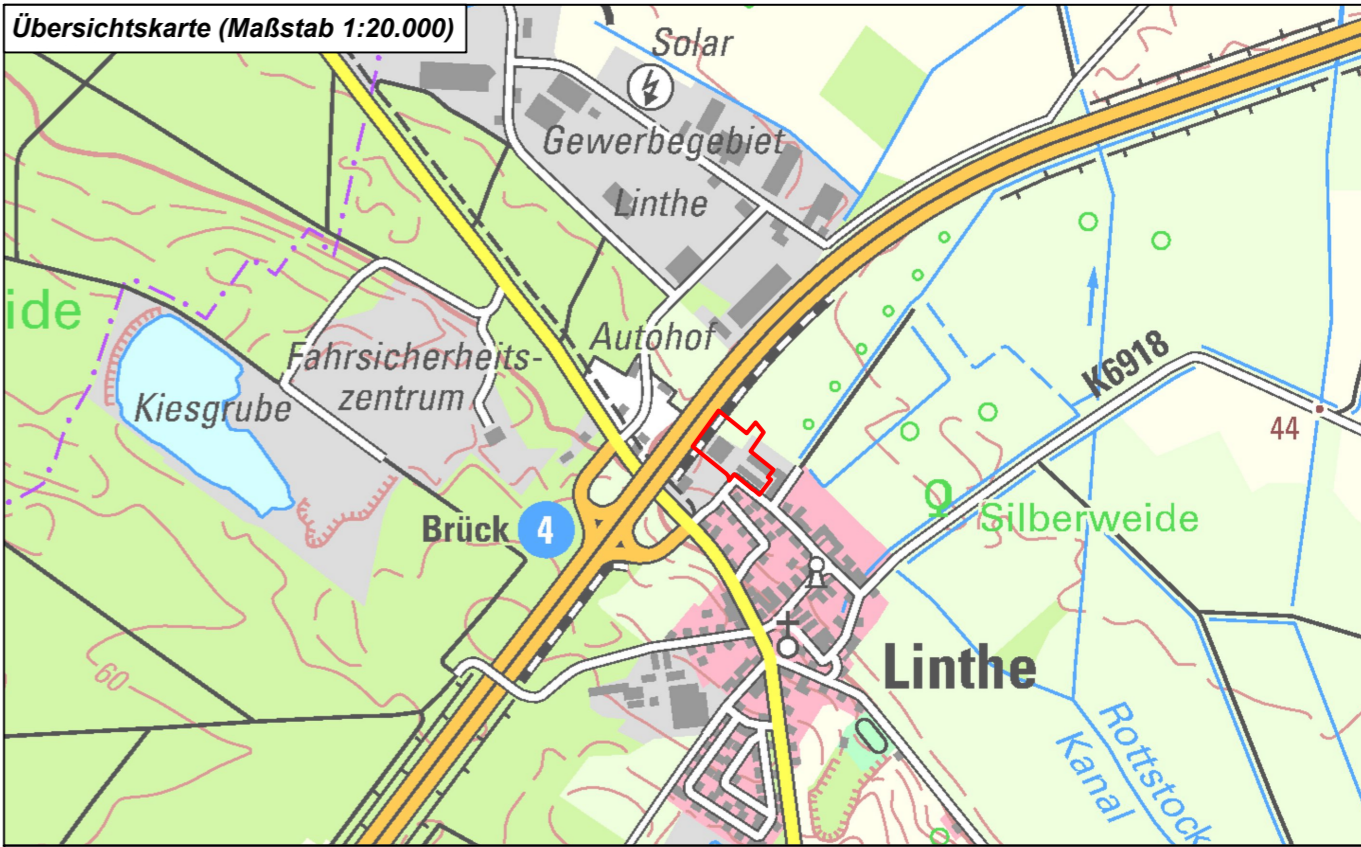 Übersichtskarte (Maßstab 1:20.000)
Solar
Gewerbegebiet
Linthe
ide
Autohof
Fahrsicherheits-
zentrum
Kiesgrube
K6918
44
Brück 4
Silberweide
Linthe
60
Rottstock
Kanal